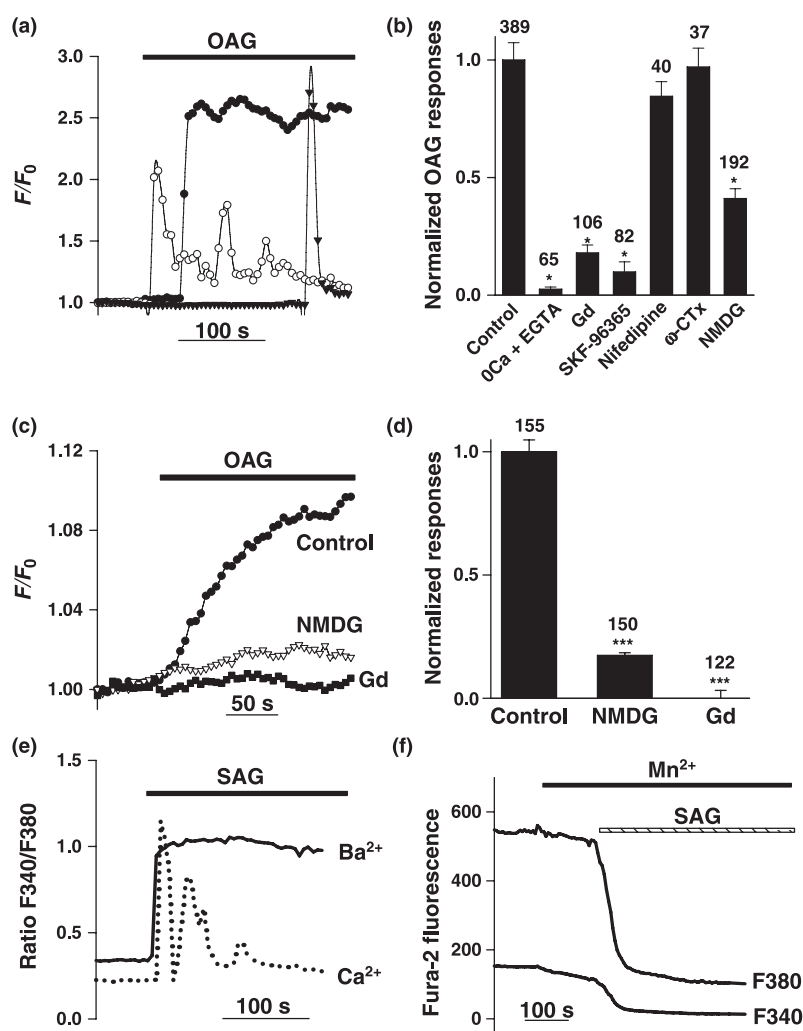 (a)
OAG
3.0
2.5
2.0
1.5
1.0
F/F0
100 s
(b)
Normalized OAG responses
1.0
0.5
0.0
389
65
*
106
*
82
*
40
37
192
*
Control
0Ca + EGTA
Gd
SKF-96365
Nifedipine
ω-CTx
NMDG
(c)
OAG
1.12
1.08
1.04
1.00
F/F0
Control
NMDG
Gd
50 s
(d)
Normalized responses
1.0
0.5
0.0
155
150
***
122
***
Control NMDG Gd
(e)
SAG
1.5
1.0
0.5
0.0
Ratio F340/F380
Ba2+
Ca2+
100 s
(f)
Mn2+
SAG
600
400
200
0
Fura-2 fluorescence
F380
F340
100 s